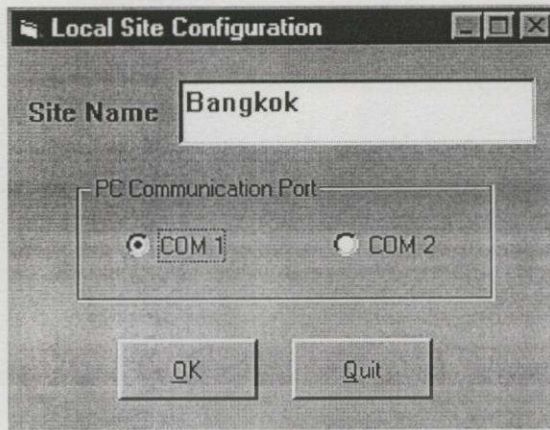 Local Site Configuration
Site Name Bangkok
PC Communication Port
COM 1 COM 2
OK Quit